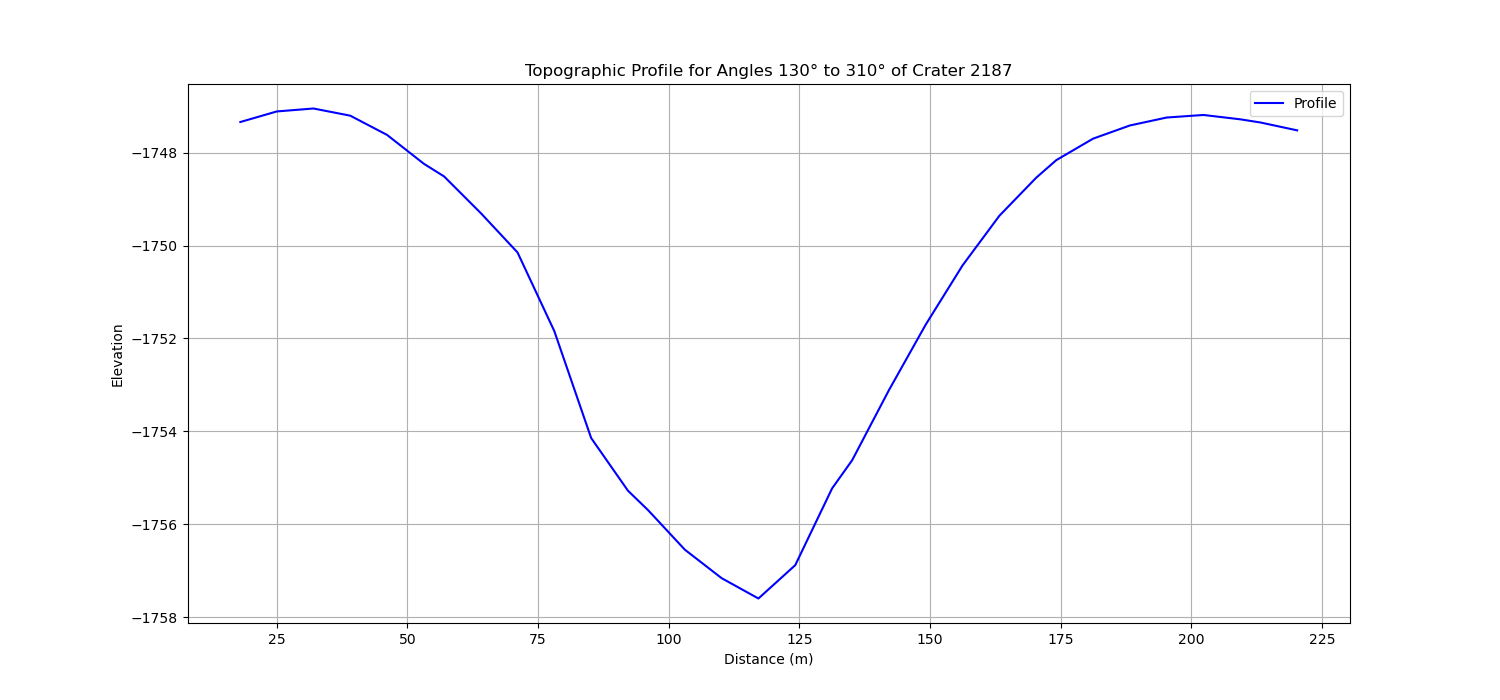 Topographic Profile for Angles 130° to 310° of Crater 2187
Profile
Elevation
−1748
−1750
−1752
−1754
−1756
−1758
25 50 75 100 125 150 175 200 225
Distance (m)